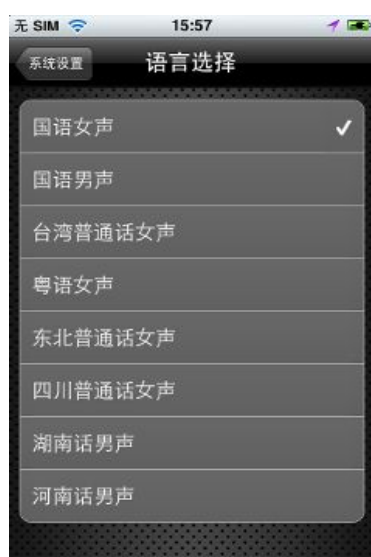 无 SIM 15:57
系统设置 语言选择
国语女声
国语男声
台湾普通话女声
粤语女声
东北普通话女声
四川普通话女声
湖南话男声
河南话男声